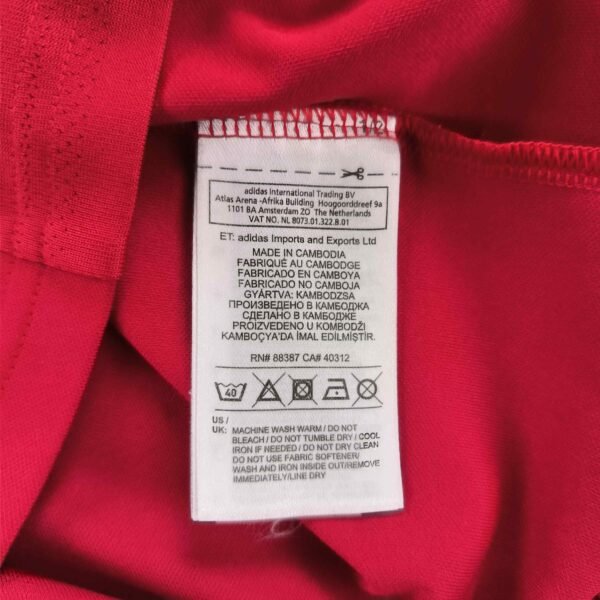 adidas International Trading BV
Atlas Arena -Afrika Building Hoogoorddreef 9a
1101 BA Amsterdam ZO The Netherlands
VAT NO. NL 8073.01.322.B.01
ET: adidas Imports and Exports Ltd
MADE IN CAMBODIA
FABRIQUÉ AU CAMBODGE
FABRICADO EN CAMBOYA
FABRICADO NO CAMBOJA
GYÁRTVA: KAMBODZSA
ПРОИЗВЕДЕНО В КАМБОДЖА
СДЕЛАНО В КАМБОДЖЕ
PROIZVEDENO U KOMBODŽI
KAMBOÇYA'DA İMAL EDİLMİŞTİR.
RN# 88387 CA# 40312
40
US /
UK: MACHINE WASH WARM / DO NOT
BLEACH / DO NOT TUMBLE DRY / COOL
IRON IF NEEDED / DO NOT DRY CLEAN
DO NOT USE FABRIC SOFTENER/
WASH AND IRON INSIDE OUT/REMOVE
IMMEDIATELY/LINE DRY